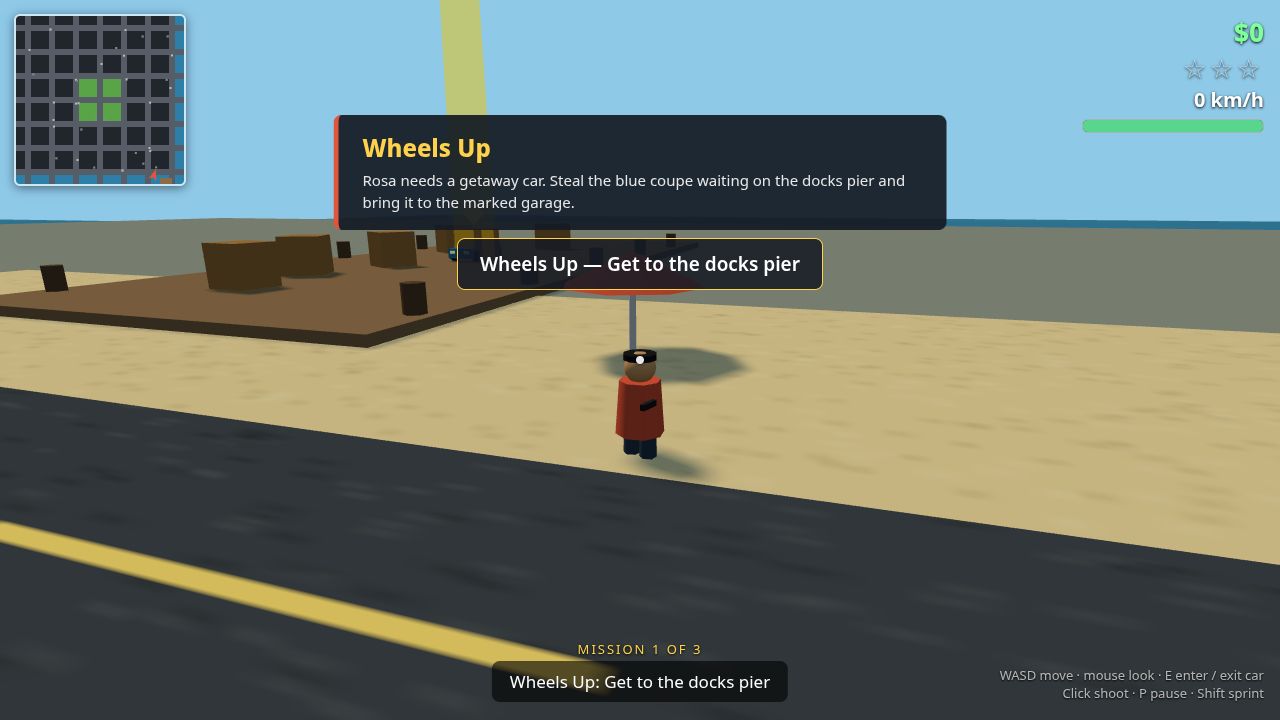 $0
☆☆☆
0 km/h
Wheels Up
Rosa needs a getaway car. Steal the blue coupe waiting on the docks pier and
bring it to the marked garage.
Wheels Up — Get to the docks pier
MISSION 1 OF 3
Wheels Up: Get to the docks pier
WASD move · mouse look · E enter / exit car
Click shoot · P pause · Shift sprint